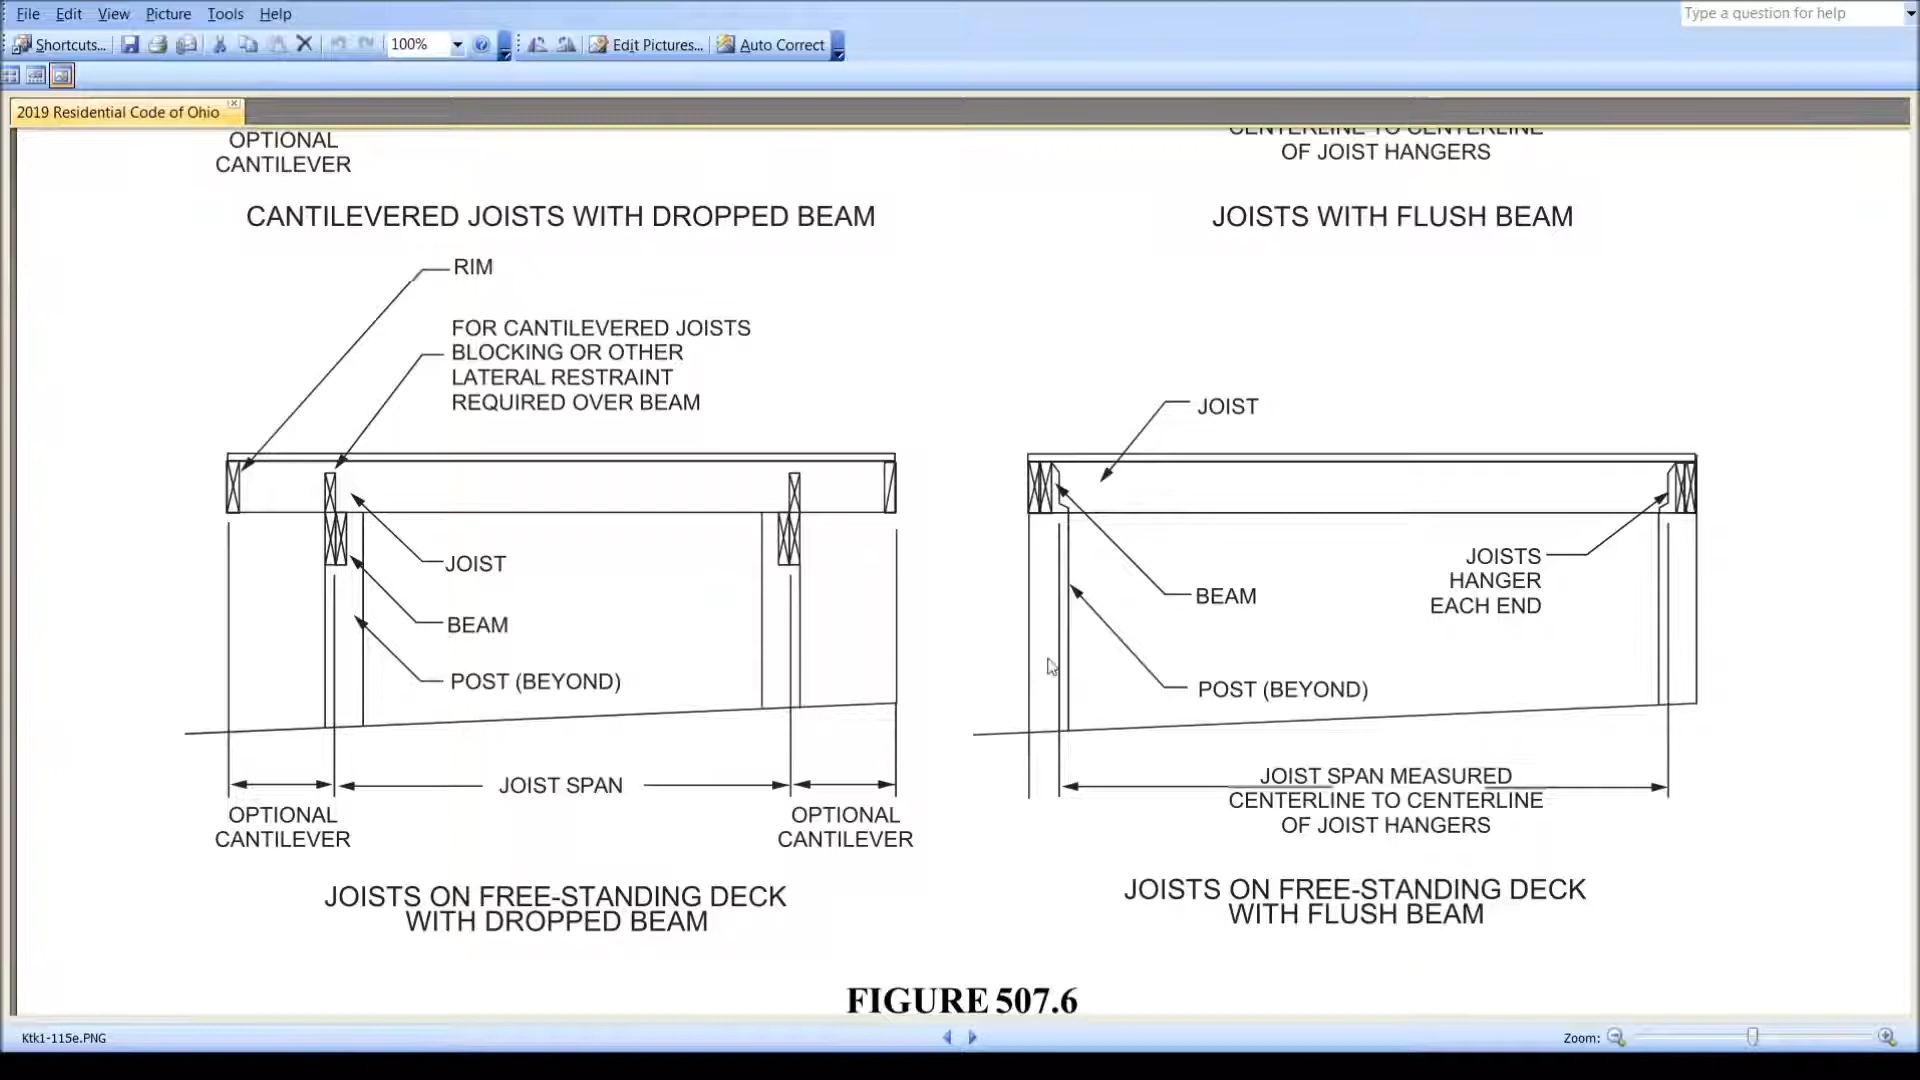 File Edit View Picture Tools Help
Type a question for help
Shortcuts... 100% Edit Pictures... Auto Correct
2019 Residential Code of Ohio
OPTIONAL
CANTILEVER
CENTERLINE TO CENTERLINE
OF JOIST HANGERS
CANTILEVERED JOISTS WITH DROPPED BEAM
JOISTS WITH FLUSH BEAM
RIM
FOR CANTILEVERED JOISTS
BLOCKING OR OTHER
LATERAL RESTRAINT
REQUIRED OVER BEAM
JOIST
BEAM
POST (BEYOND)
JOIST SPAN
OPTIONAL
CANTILEVER
OPTIONAL
CANTILEVER
JOISTS ON FREE-STANDING DECK
WITH DROPPED BEAM
JOIST
BEAM
JOISTS
HANGER
EACH END
POST (BEYOND)
JOIST SPAN MEASURED
CENTERLINE TO CENTERLINE
OF JOIST HANGERS
JOISTS ON FREE-STANDING DECK
WITH FLUSH BEAM
FIGURE 507.6
Ktk1-115e.PNG
Zoom: